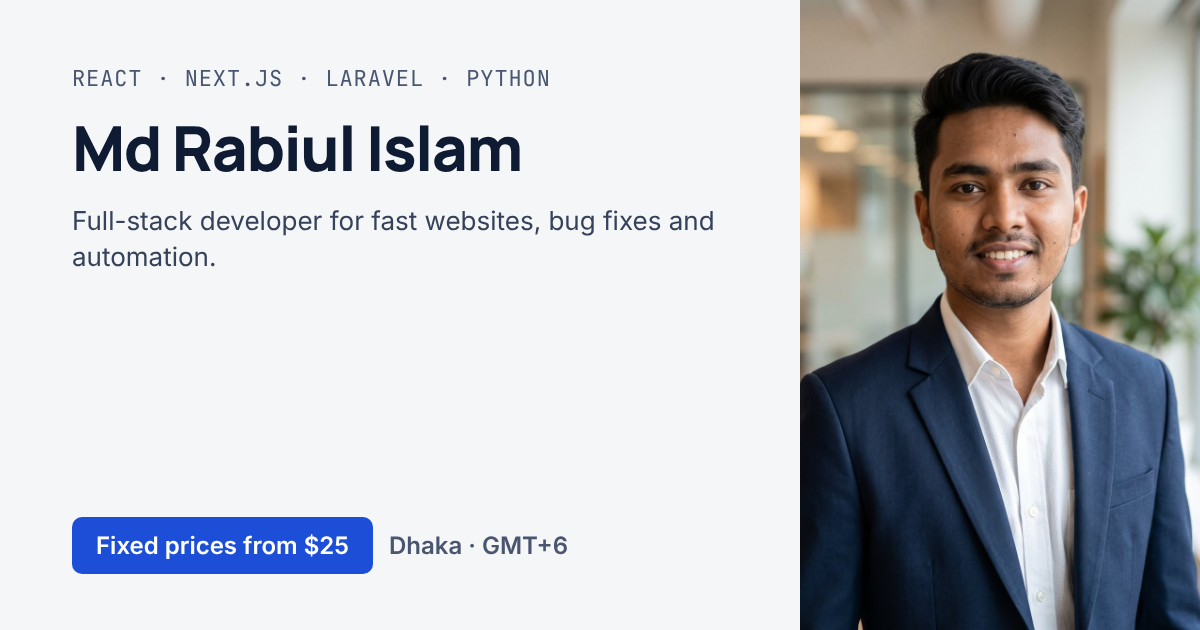 REACT · NEXT.JS · LARAVEL · PYTHON
Md Rabiul Islam
Full-stack developer for fast websites, bug fixes and
automation.
Fixed prices from $25
Dhaka · GMT+6